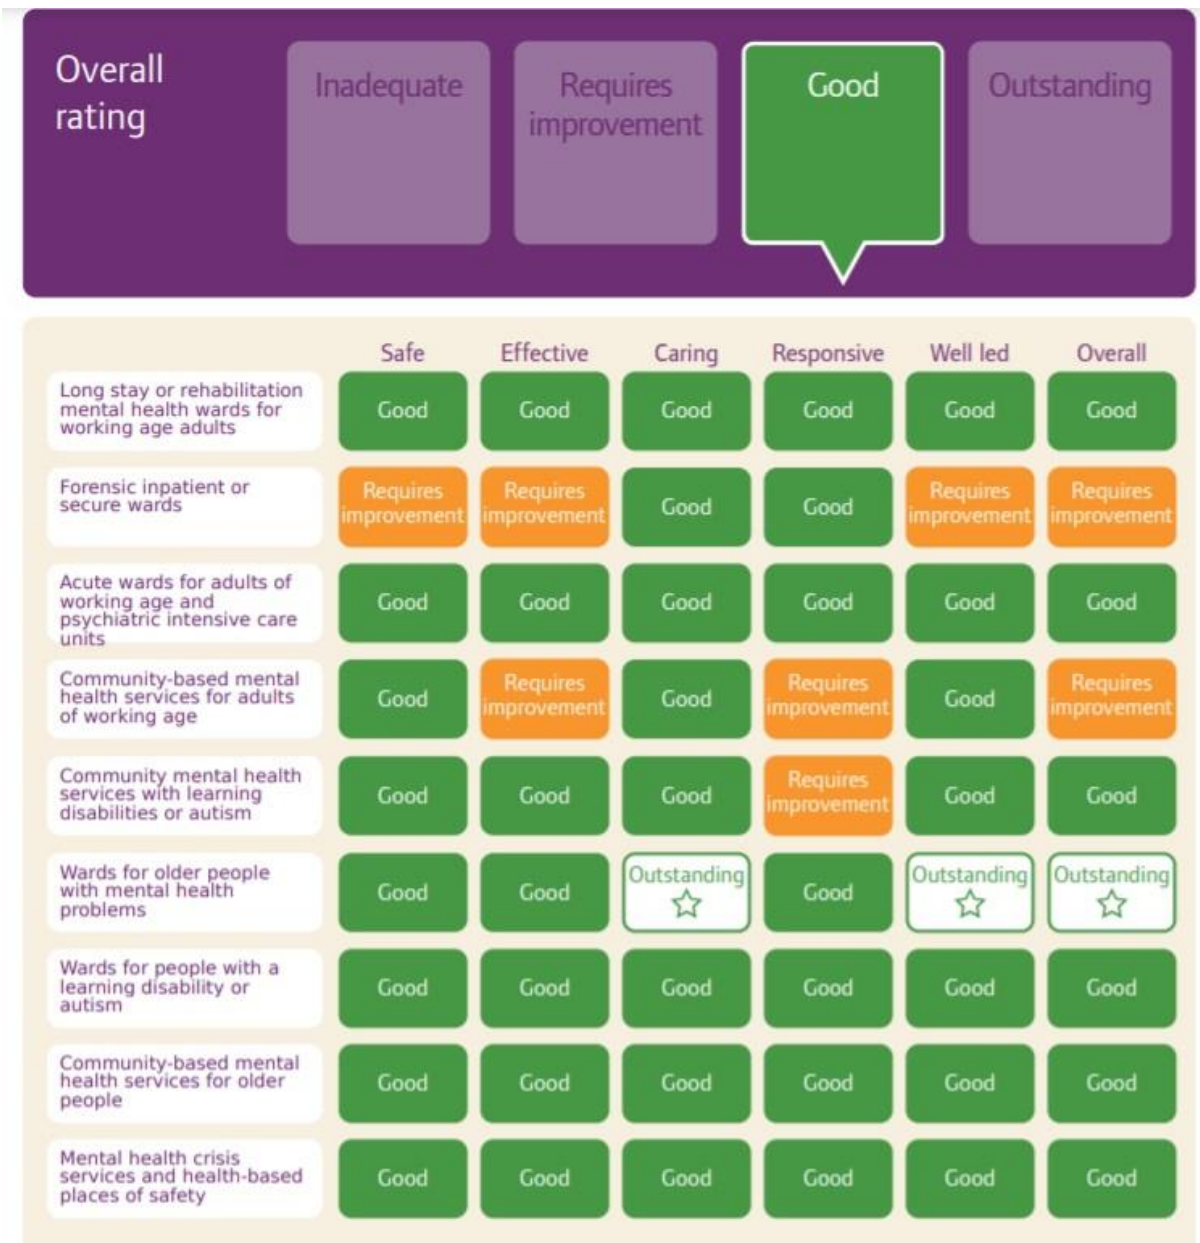 Overall
rating
Inadequate
Requires
improvement
Good
Outstanding
Safe Effective Caring Responsive Well led Overall
Long stay or rehabilitation
mental health wards for
working age adults
Good Good Good Good Good Good
Forensic inpatient or
secure wards
Requires
improvement
Requires
improvement
Good
Good
Requires
improvement
Requires
improvement
Acute wards for adults of
working age and
psychiatric intensive care
units
Good Good Good Good Good Good
Community-based mental
health services for adults
of working age
Good
Requires
improvement
Good
Requires
improvement
Good
Requires
improvement
Community mental health
services with learning
disabilities or autism
Good
Good
Good
Requires
improvement
Good
Good
Wards for older people
with mental health
problems
Good
Good
Outstanding
Good
Outstanding
Outstanding
Wards for people with a
learning disability or
autism
Good Good Good Good Good Good
Community-based mental
health services for older
people
Good Good Good Good Good Good
Mental health crisis
services and health-based
places of safety
Good Good Good Good Good Good